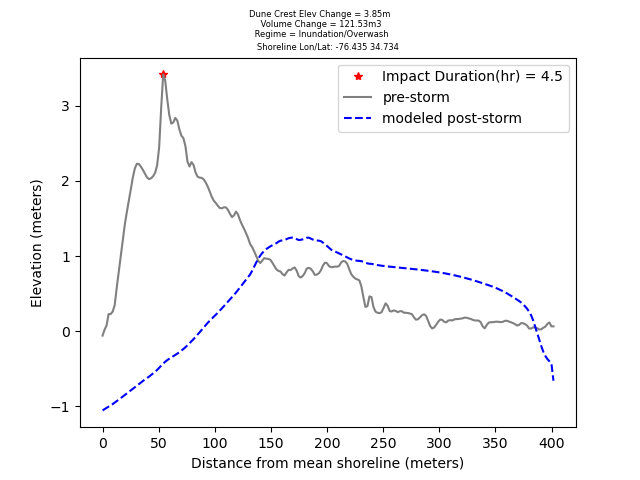 Dune Crest Elev Change = 3.85m
Volume Change = 121.53m3
Regime = Inundation/Overwash
Shoreline Lon/Lat: -76.435 34.734
Impact Duration(hr) = 4.5
pre-storm
modeled post-storm
Elevation (meters)
3
2
1
0
−1
0 50 100 150 200 250 300 350 400
Distance from mean shoreline (meters)